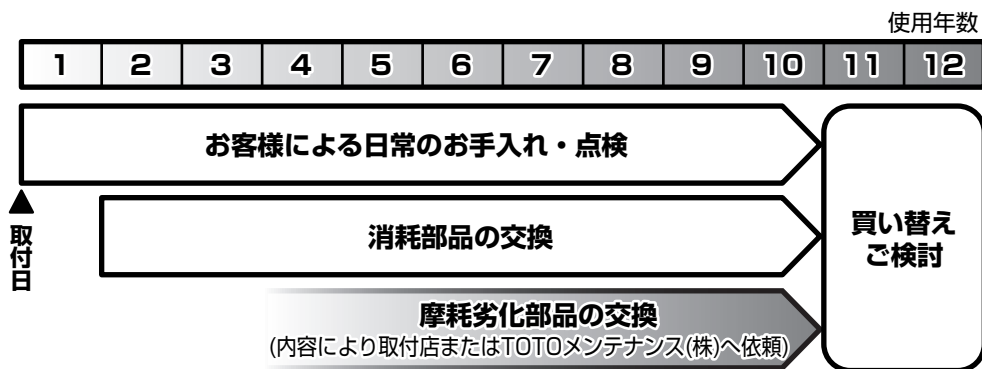 使用年数
1 2 3 4 5 6 7 8 9 10 11 12
お客様による日常のお手入れ・点検
取付日
消耗部品の交換
買い替え
ご検討
摩耗劣化部品の交換
(内容により取付店またはTOTOメンテナンス(株)へ依頼)